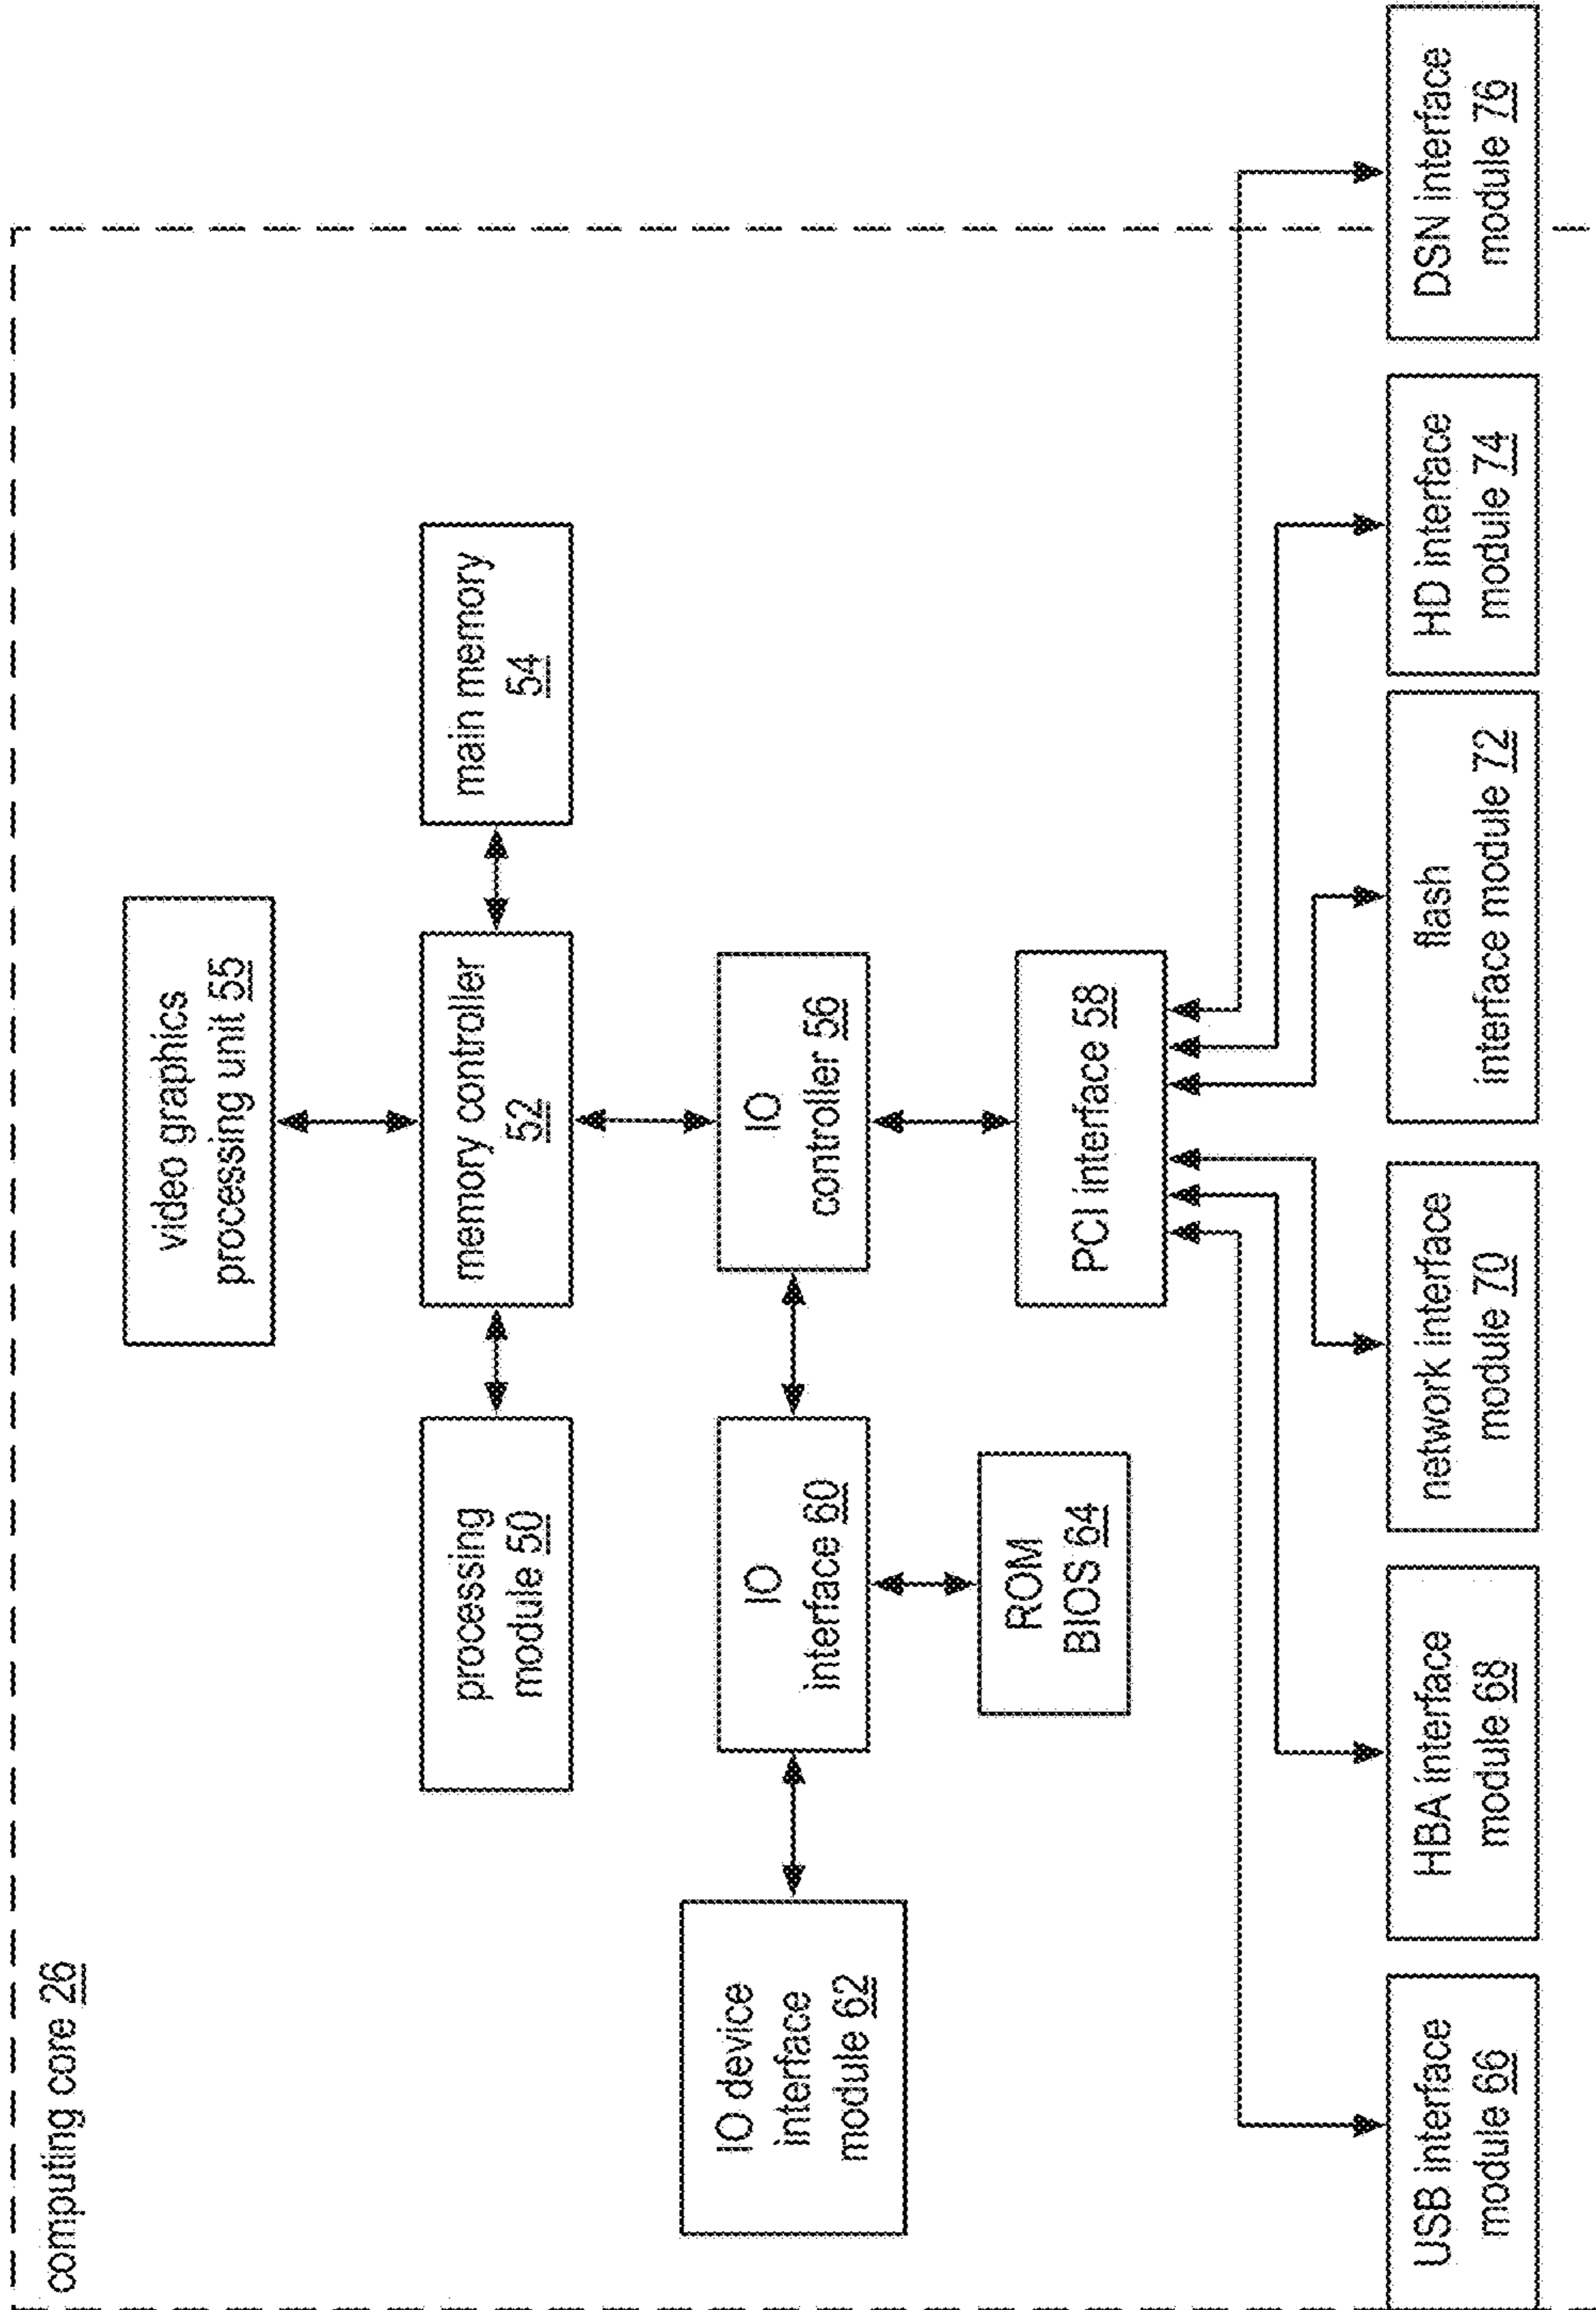 computing core 26
video graphics
processing unit 55
processing
module 50
memory controller
52
main memory
54
IO device
interface
module 62
IO
interface 60
IO
controller 56
ROM
BIOS 64
PCI interface 58
USB interface
module 66
HBA interface
module 68
network interface
module 70
flash
interface module 72
HD interface
module 74
DSN interface
module 76